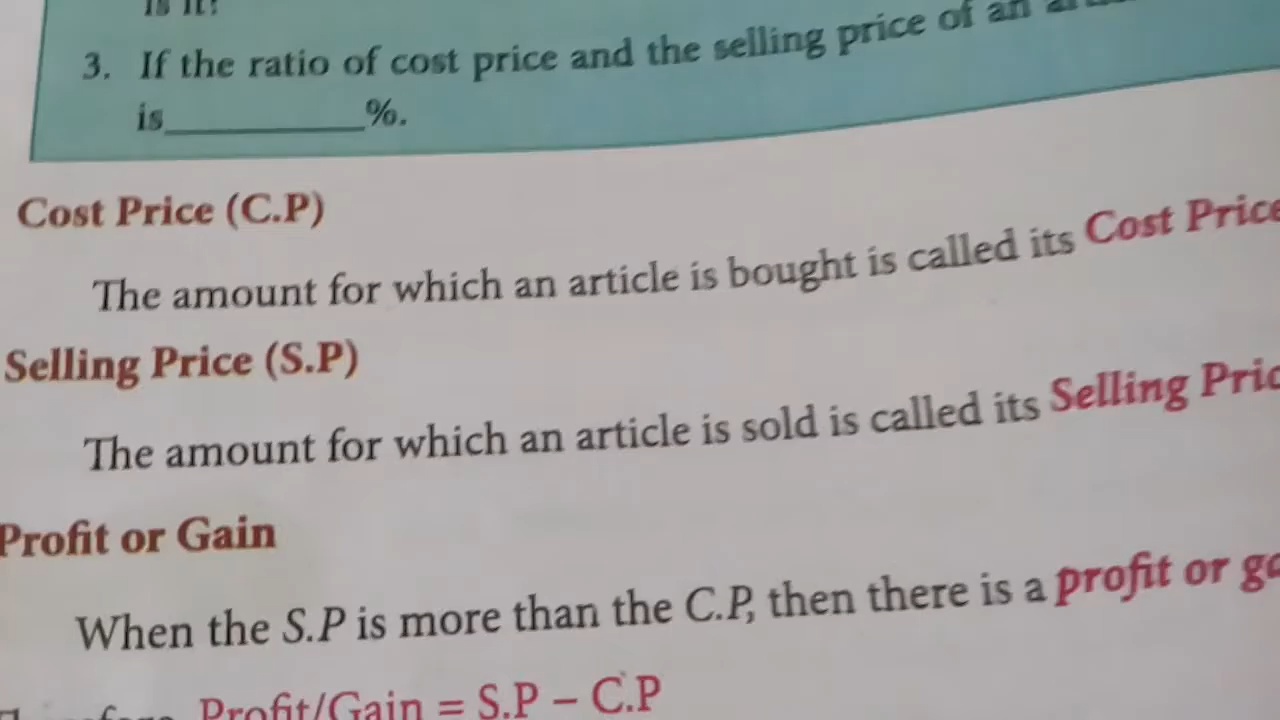 is it?
3. If the ratio of cost price and the selling price of an
is__________%.
Cost Price (C.P)
The amount for which an article is bought is called its Cost Price
Selling Price (S.P)
The amount for which an article is sold is called its Selling Pric
Profit or Gain
When the S.P is more than the C.P, then there is a profit or ga
Profit/Gain = S.P – C.P